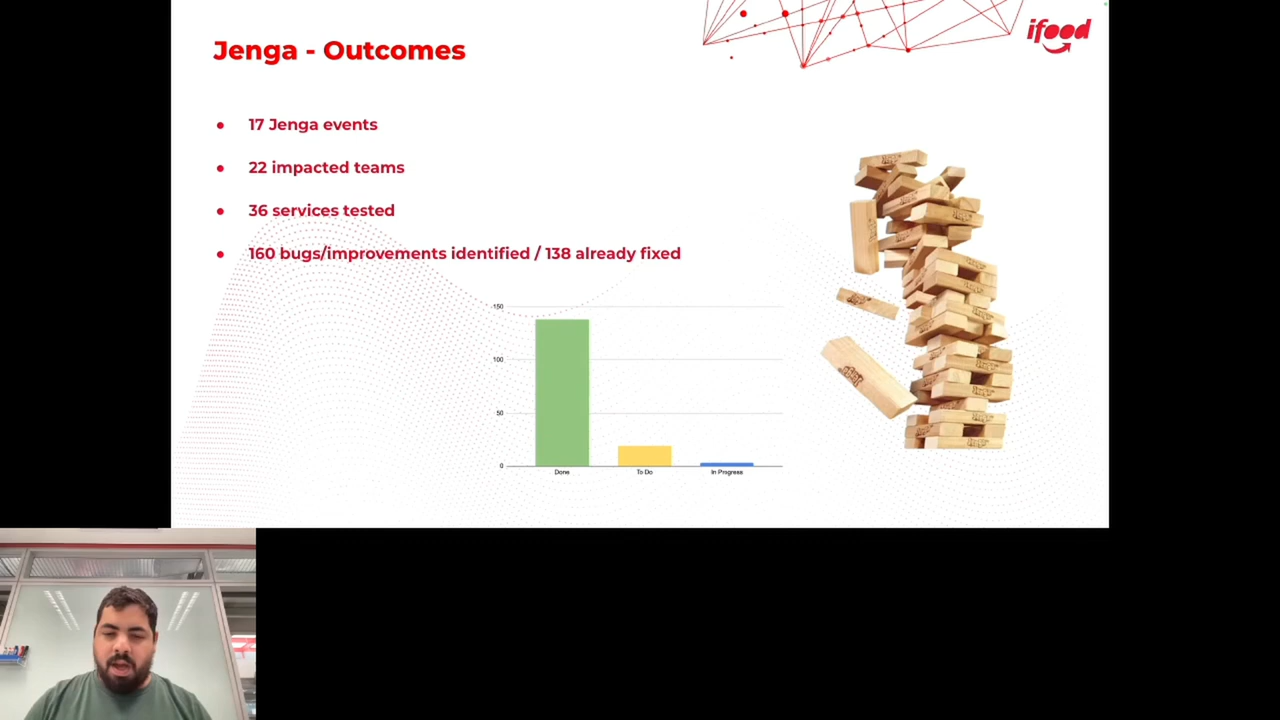 Jenga - Outcomes
ifood
17 Jenga events
22 impacted teams
36 services tested
160 bugs/improvements identified / 138 already fixed
150
100
50
0
Done
To Do
In Progress